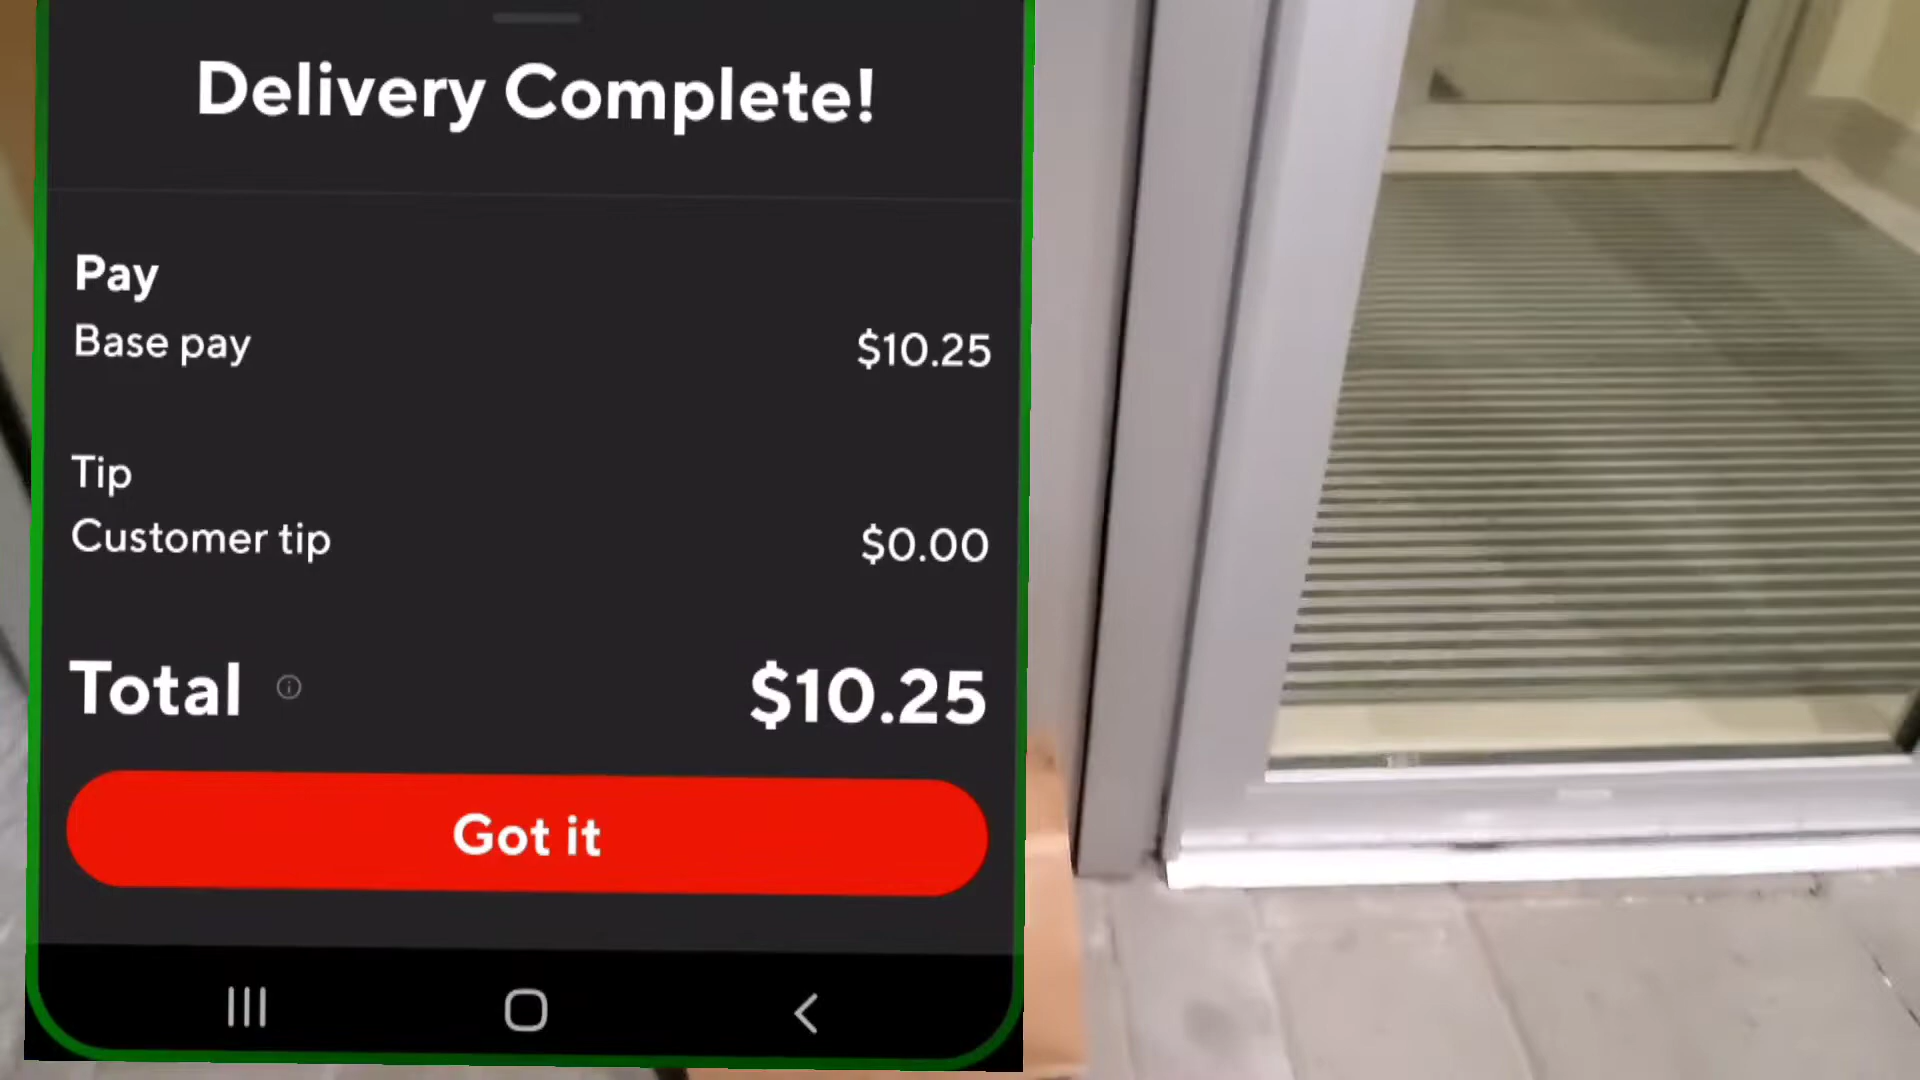 Delivery Complete!
Pay
Base pay $10.25
Tip
Customer tip $0.00
Total $10.25
Got it